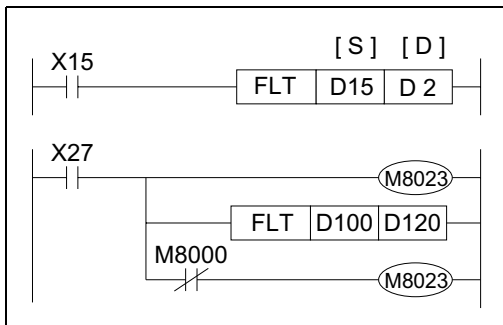 [ S ] [ D ]
X15
FLT D15 D 2
X27
M8023
FLT D100 D120
M8000
M8023